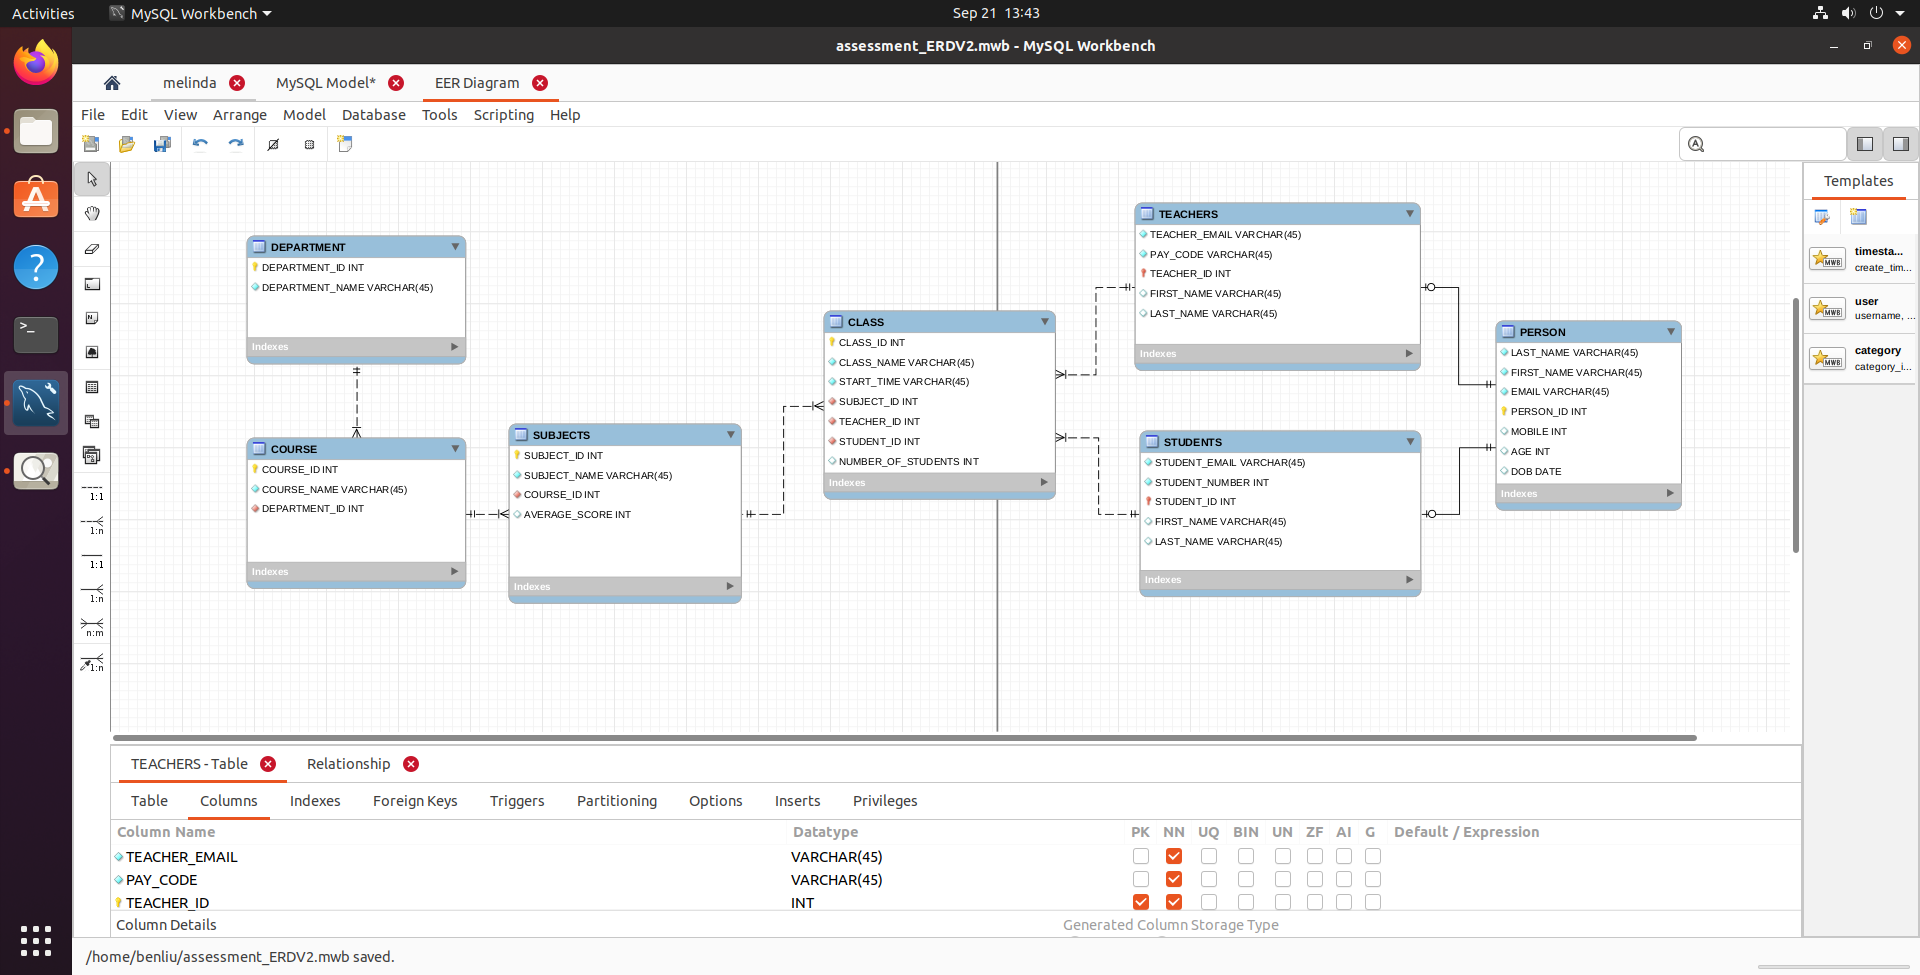 Activities MySQL Workbench Sep 21 13:43
assessment_ERDV2.mwb - MySQL Workbench
melinda MySQL Model* EER Diagram
File Edit View Arrange Model Database Tools Scripting Help
Templates
timesta...
create_tim...
user
username, ...
category
category_i...
1:1
1:n
1:1
1:n
n:m
1:n
DEPARTMENT
DEPARTMENT_ID INT
DEPARTMENT_NAME VARCHAR(45)
Indexes
COURSE
COURSE_ID INT
COURSE_NAME VARCHAR(45)
DEPARTMENT_ID INT
Indexes
SUBJECTS
SUBJECT_ID INT
SUBJECT_NAME VARCHAR(45)
COURSE_ID INT
AVERAGE_SCORE INT
Indexes
CLASS
CLASS_ID INT
CLASS_NAME VARCHAR(45)
START_TIME VARCHAR(45)
SUBJECT_ID INT
TEACHER_ID INT
STUDENT_ID INT
NUMBER_OF_STUDENTS INT
Indexes
TEACHERS
TEACHER_EMAIL VARCHAR(45)
PAY_CODE VARCHAR(45)
TEACHER_ID INT
FIRST_NAME VARCHAR(45)
LAST_NAME VARCHAR(45)
Indexes
STUDENTS
STUDENT_EMAIL VARCHAR(45)
STUDENT_NUMBER INT
STUDENT_ID INT
FIRST_NAME VARCHAR(45)
LAST_NAME VARCHAR(45)
Indexes
PERSON
LAST_NAME VARCHAR(45)
FIRST_NAME VARCHAR(45)
EMAIL VARCHAR(45)
PERSON_ID INT
MOBILE INT
AGE INT
DOB DATE
Indexes
TEACHERS - Table Relationship
Table Columns Indexes Foreign Keys Triggers Partitioning Options Inserts Privileges
Column Name Datatype PK NN UQ BIN UN ZF AI G Default / Expression
TEACHER_EMAIL VARCHAR(45)
PAY_CODE VARCHAR(45)
TEACHER_ID INT
Column Details Generated Column Storage Type
/home/benliu/assessment_ERDV2.mwb saved.